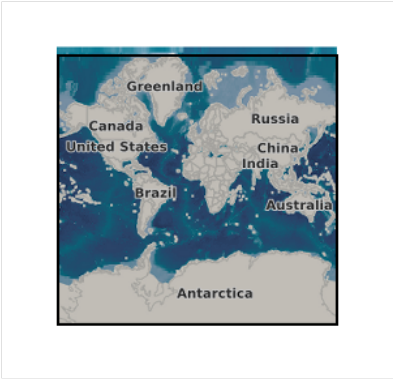 Greenland
Russia
Canada
United States
China
India
Brazil
Australia
Antarctica